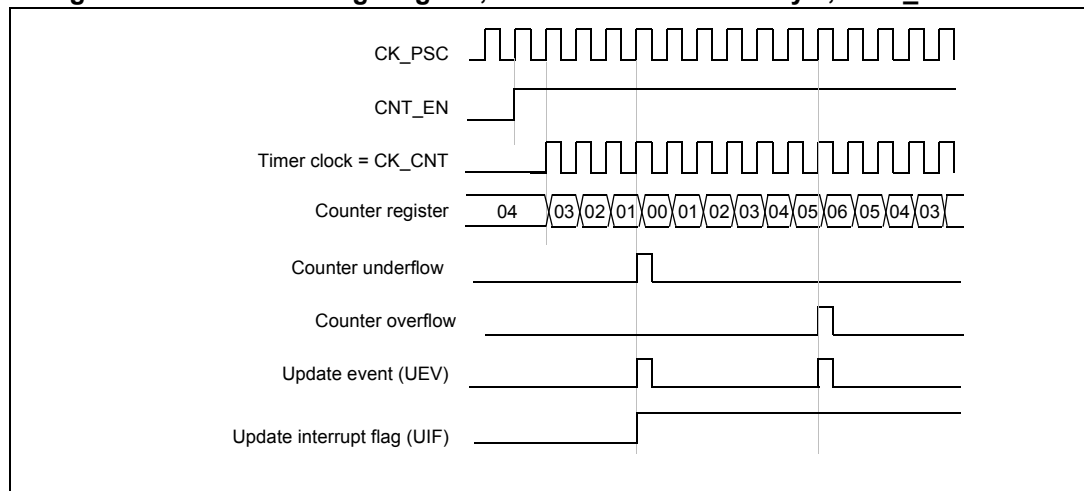 CK_PSC
CNT_EN
Timer clock = CK_CNT
Counter register 04 03 02 01 00 01 02 03 04 05 06 05 04 03
Counter underflow
Counter overflow
Update event (UEV)
Update interrupt flag (UIF)